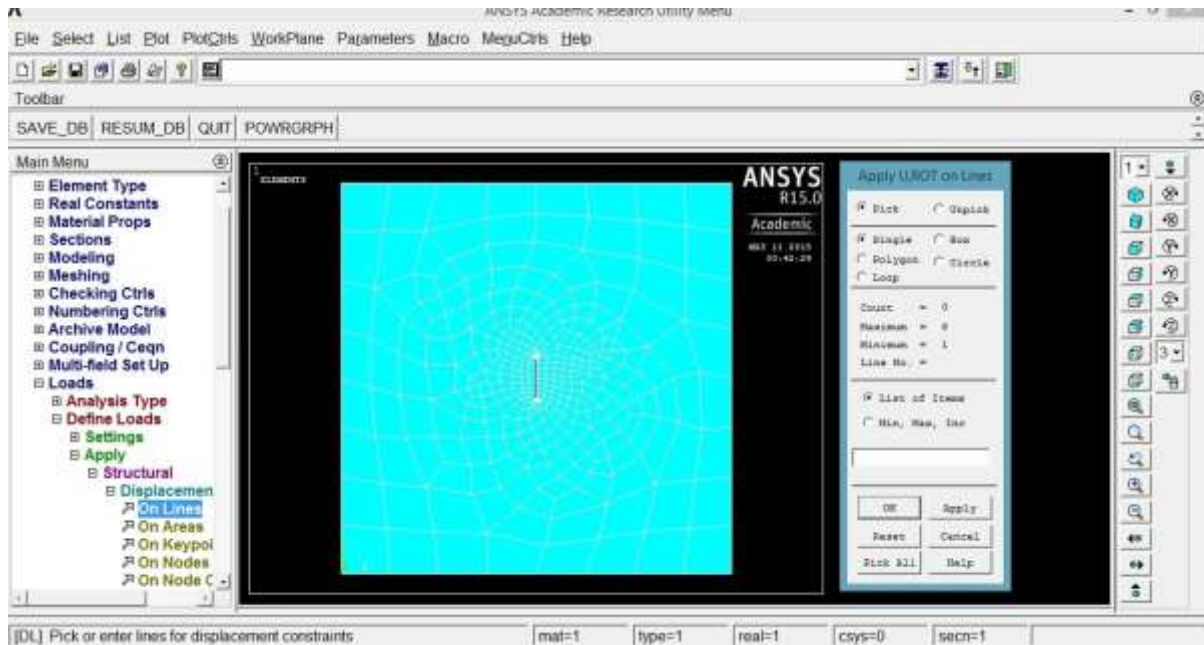 ANSYS Academic Research Utility Menu
File Select List Plot PlotCtrls WorkPlane Parameters Macro MenuCtrls Help
Toolbar
SAVE_DB RESUM_DB QUIT POWRGRPH
Main Menu
Element Type
Real Constants
Material Props
Sections
Modeling
Meshing
Checking Ctrls
Numbering Ctrls
Archive Model
Coupling / Ceqn
Multi-field Set Up
Loads
Analysis Type
Define Loads
Settings
Apply
Structural
Displacemen
On Lines
On Areas
On Keypoi
On Nodes
On Node C
1
ELEMENTS
ANSYS
R15.0
Academic
MAY 11 2015
Apply U,ROT on Lines
Pick Unpick
Single Box
Polygon Circle
Loop
Count = 0
Maximum = 8
Minimum = 1
Line No. =
List of Items
Min, Max, Inc
OK Apply
Reset Cancel
Pick All Help
1
3
[DL] Pick or enter lines for displacement constraints
mat=1 type=1 real=1 csys=0 secn=1